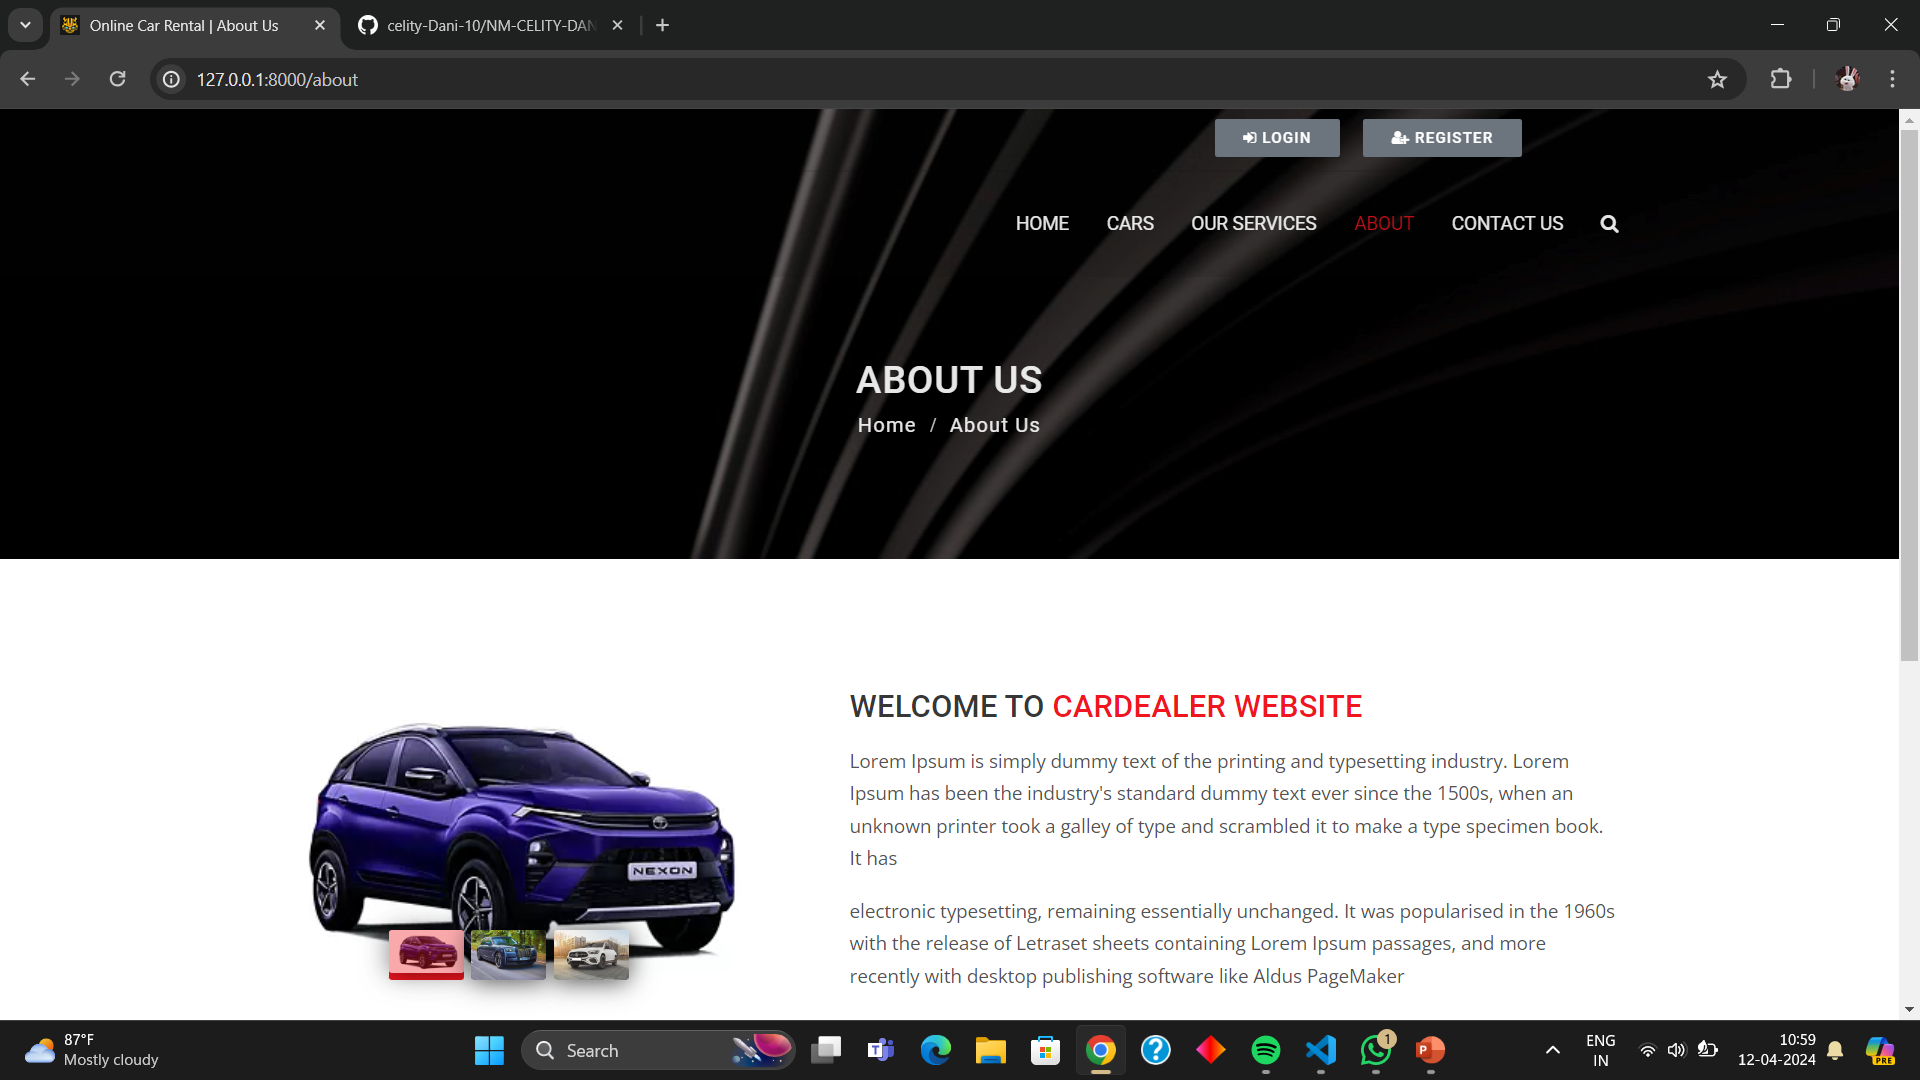 Online Car Rental | About Us
celity-Dani-10/NM-CELITY-DAN
127.0.0.1:8000/about
LOGIN
REGISTER
HOME
CARS
OUR SERVICES
ABOUT
CONTACT US
ABOUT US
Home / About Us
WELCOME TO CARDEALER WEBSITE
Lorem Ipsum is simply dummy text of the printing and typesetting industry. Lorem
Ipsum has been the industry's standard dummy text ever since the 1500s, when an
unknown printer took a galley of type and scrambled it to make a type specimen book.
It has
electronic typesetting, remaining essentially unchanged. It was popularised in the 1960s
with the release of Letraset sheets containing Lorem Ipsum passages, and more
recently with desktop publishing software like Aldus PageMaker
NEXON
87°F
Mostly cloudy
Search
1
ENG
IN
10:59
12-04-2024
PRE